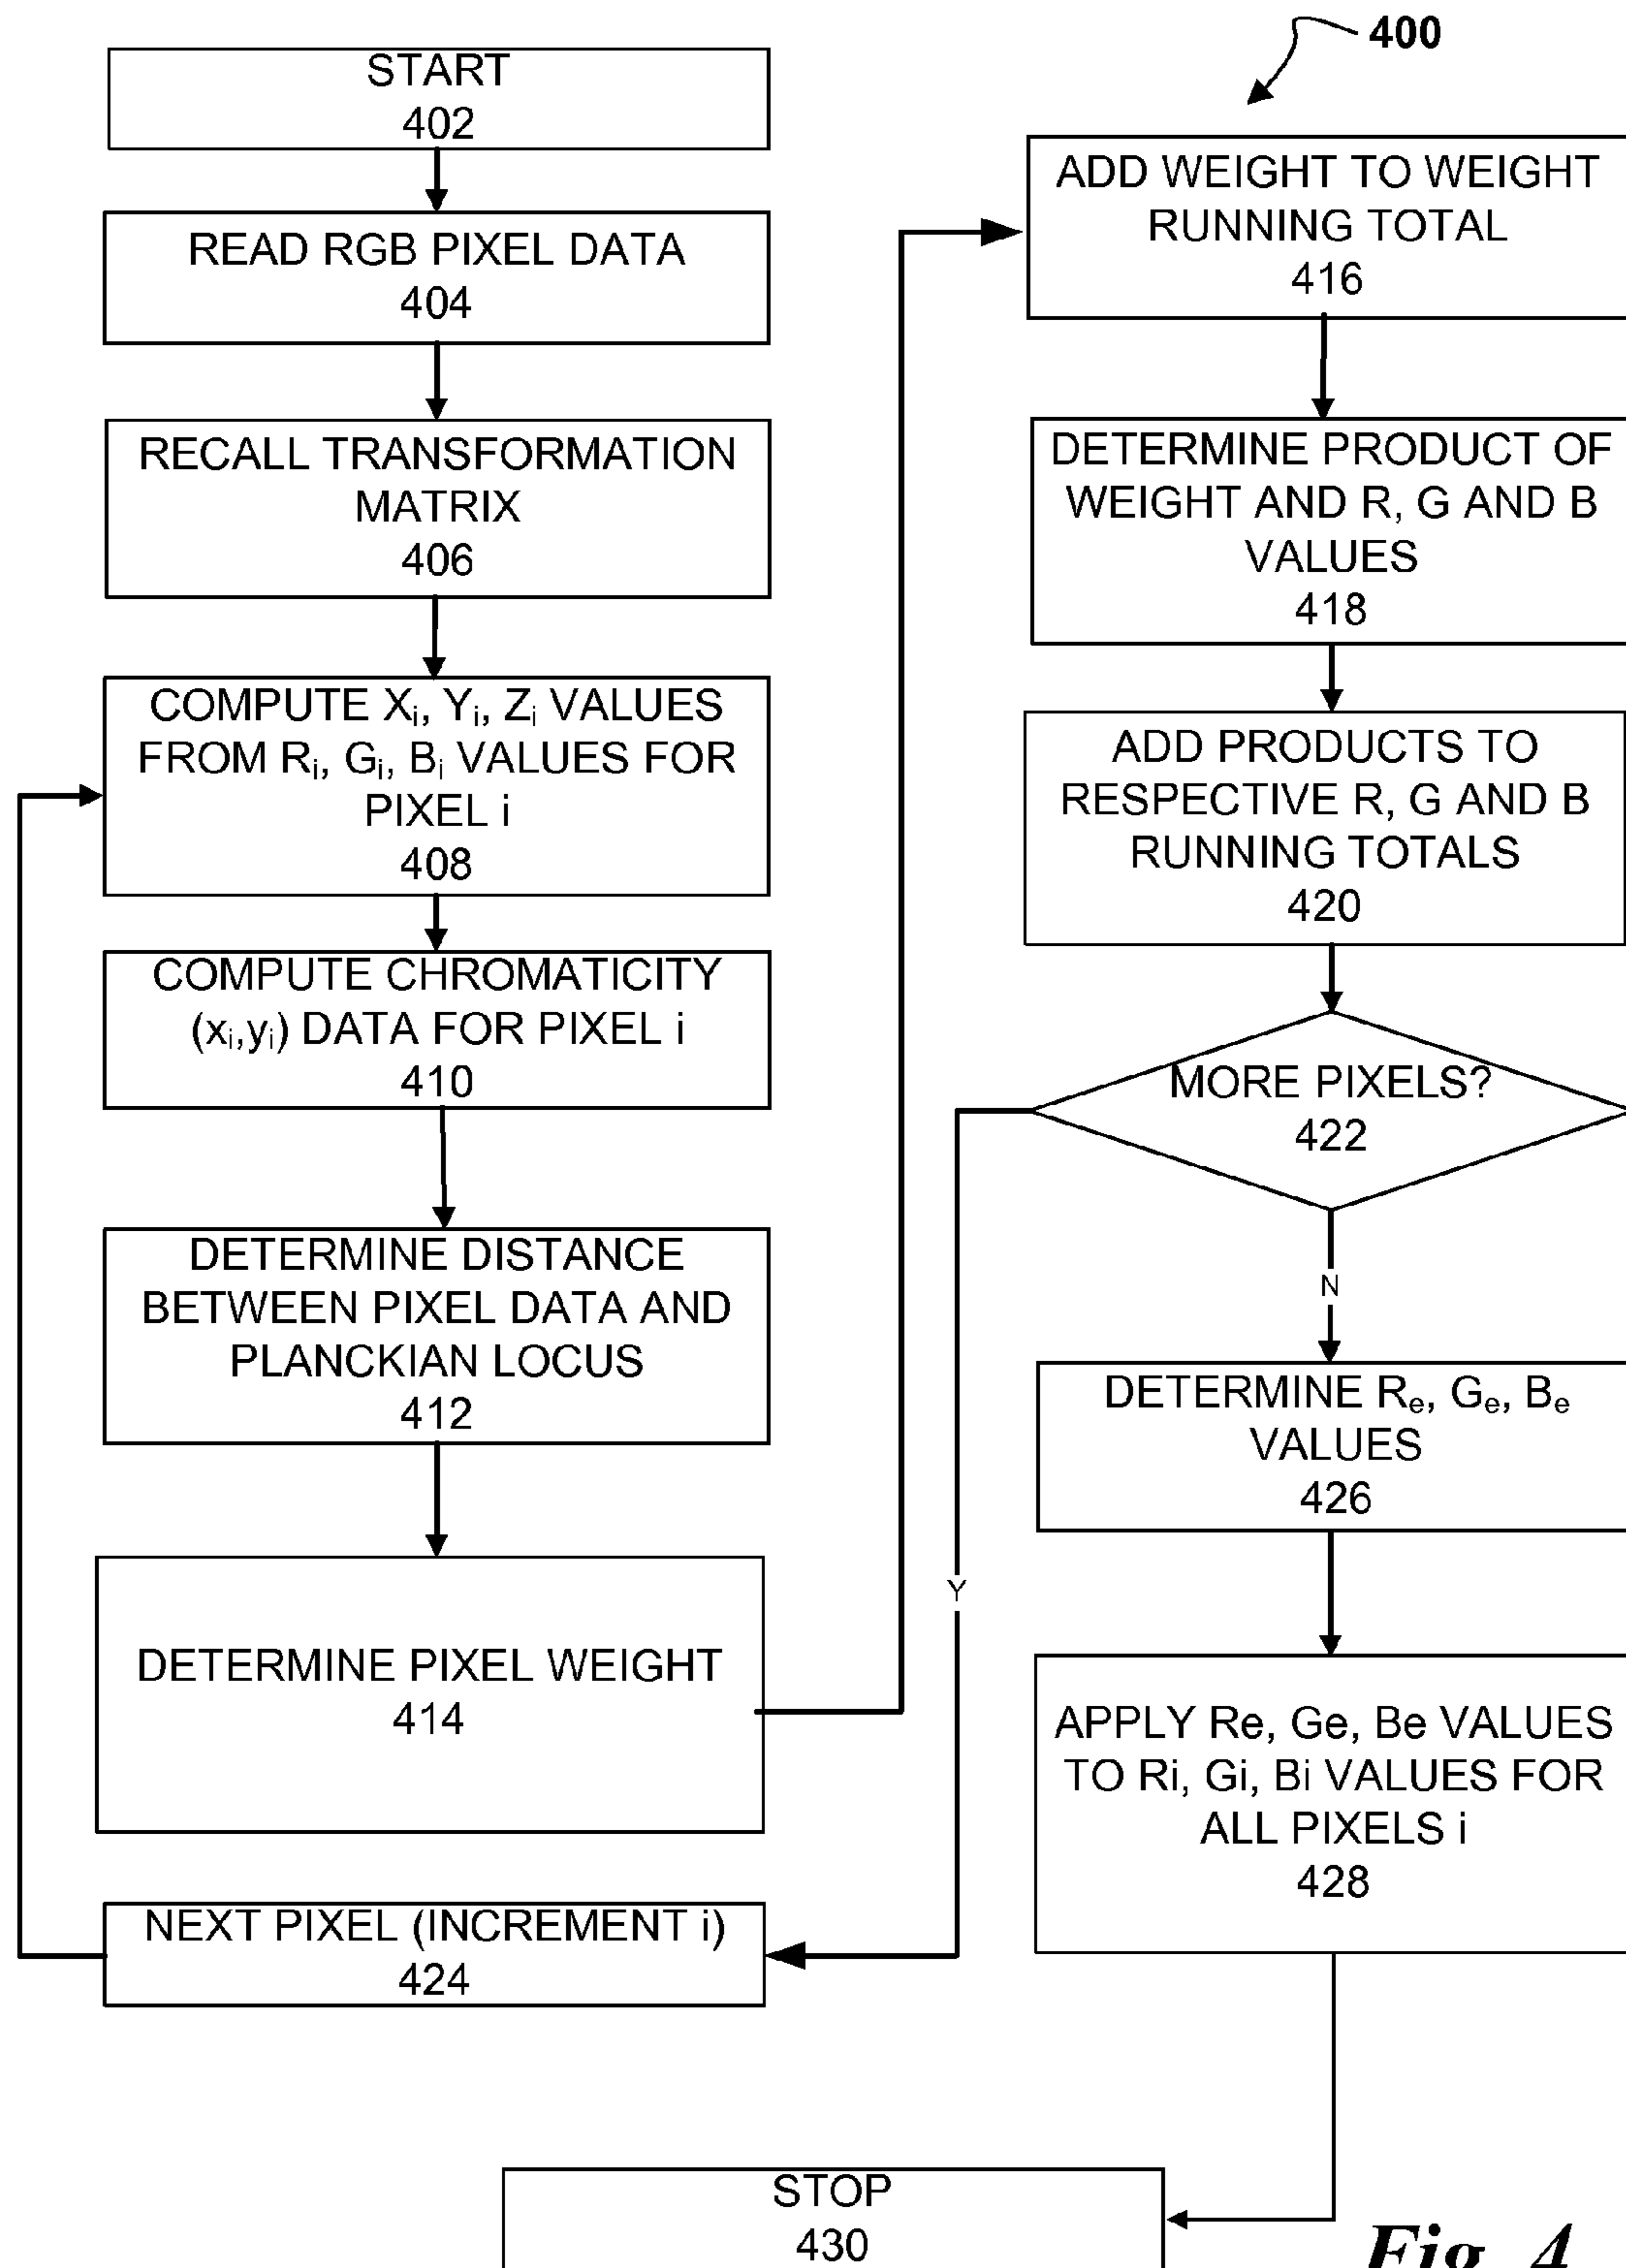 400
START
402
READ RGB PIXEL DATA
404
RECALL TRANSFORMATION
MATRIX
406
COMPUTE Xi, Yi, Zi VALUES
FROM Ri, Gi, Bi VALUES FOR
PIXEL i
408
COMPUTE CHROMATICITY
(xi,yi) DATA FOR PIXEL i
410
DETERMINE DISTANCE
BETWEEN PIXEL DATA AND
PLANCKIAN LOCUS
412
DETERMINE PIXEL WEIGHT
414
ADD WEIGHT TO WEIGHT
RUNNING TOTAL
416
DETERMINE PRODUCT OF
WEIGHT AND R, G AND B
VALUES
418
ADD PRODUCTS TO
RESPECTIVE R, G AND B
RUNNING TOTALS
420
MORE PIXELS?
422
Y
NEXT PIXEL (INCREMENT i)
424
N
DETERMINE Re, Ge, Be
VALUES
426
APPLY Re, Ge, Be VALUES
TO Ri, Gi, Bi VALUES FOR
ALL PIXELS i
428
STOP
430
Fig. 4